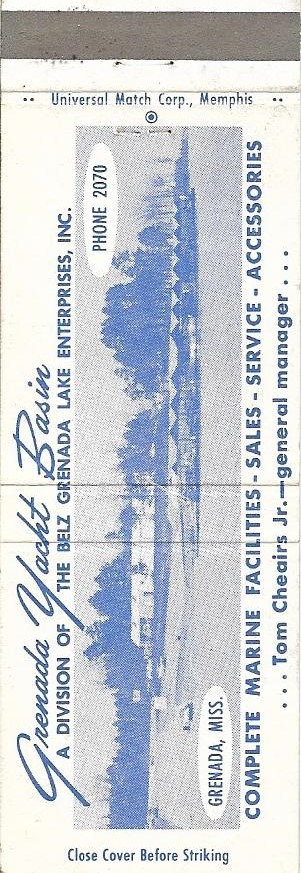 Universal Match Corp., Memphis
Grenada Yacht Basin
A DIVISION OF THE BELZ GRENADA LAKE ENTERPRISES, INC.
PHONE 2070
GRENADA, MISS.
COMPLETE MARINE FACILITIES - SALES - SERVICE - ACCESSORIES
. . . Tom Cheairs Jr.—general manager . . .
Close Cover Before Striking